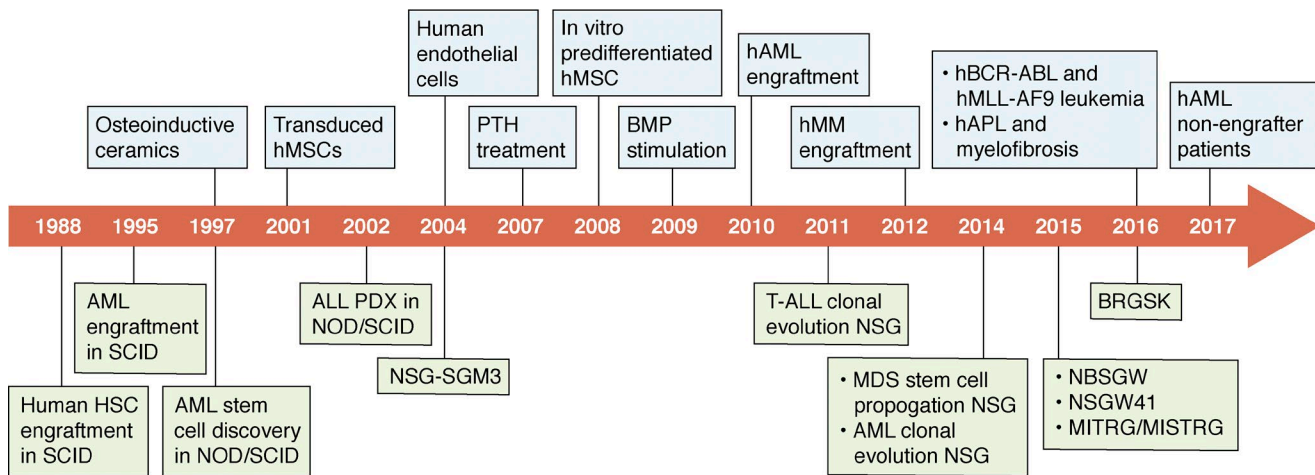 Human
endothelial
cells
In vitro
predifferentiated
hMSC
hAML
engraftment
• hBCR-ABL and
hMLL-AF9 leukemia
• hAPL and
myelofibrosis
Osteoinductive
ceramics
Transduced
hMSCs
PTH
treatment
BMP
stimulation
hMM
engraftment
hAML
non-engrafter
patients
1988 1995 1997 2001 2002 2004 2007 2008 2009 2010 2011 2012 2014 2015 2016 2017
AML
engraftment
in SCID
ALL PDX in
NOD/SCID
T-ALL clonal
evolution NSG
BRGSK
NSG-SGM3
Human HSC
engraftment
in SCID
AML stem
cell discovery
in NOD/SCID
• MDS stem cell
propogation NSG
• AML clonal
evolution NSG
• NBSGW
• NSGW41
• MITRG/MISTRG